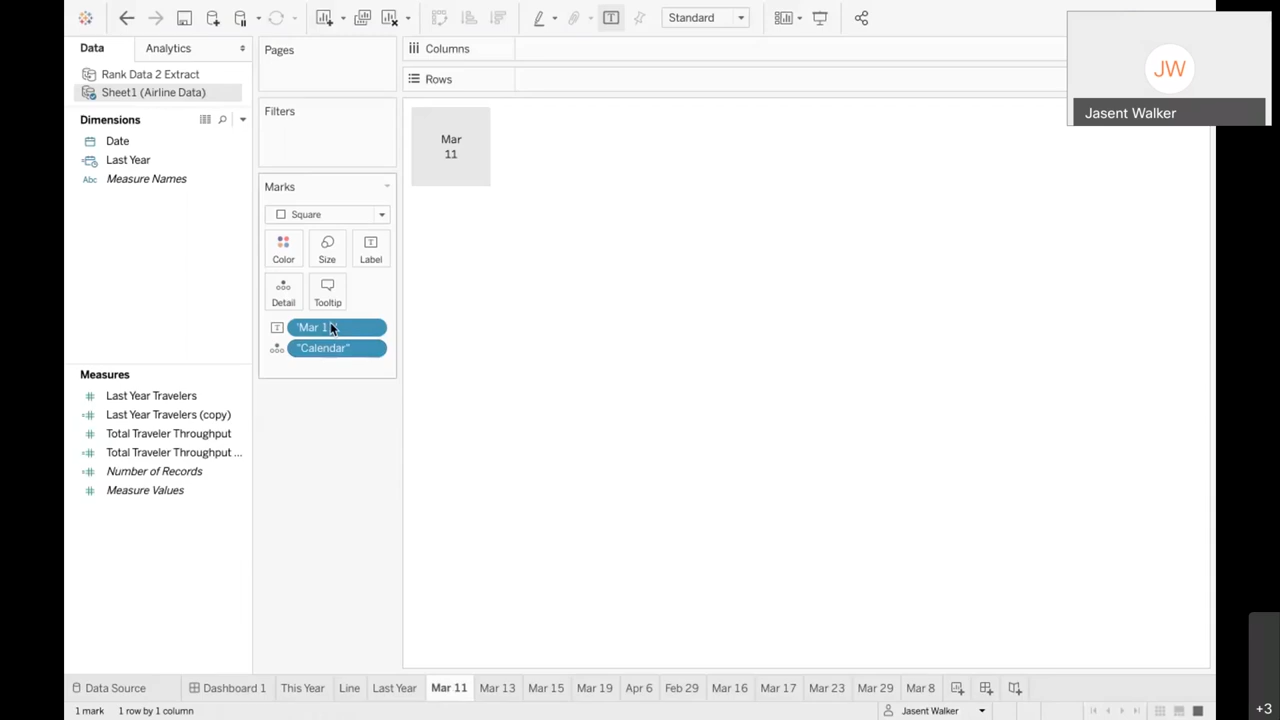 Standard
Data
Analytics
Pages
Columns
JW
Rank Data 2 Extract
Sheet1 (Airline Data)
Rows
Jasent Walker
Filters
Dimensions
Date
Last Year
Abc Measure Names
Mar
11
Marks
Square
Color
Size
Label
Detail
Tooltip
'Mar 1
"Calendar"
Measures
Last Year Travelers
Last Year Travelers (copy)
Total Traveler Throughput
Total Traveler Throughput ...
Number of Records
Measure Values
Data Source
Dashboard 1
This Year
Line
Last Year
Mar 11
Mar 13
Mar 15
Mar 19
Apr 6
Feb 29
Mar 16
Mar 17
Mar 23
Mar 29
Mar 8
1 mark
1 row by 1 column
Jasent Walker
+3